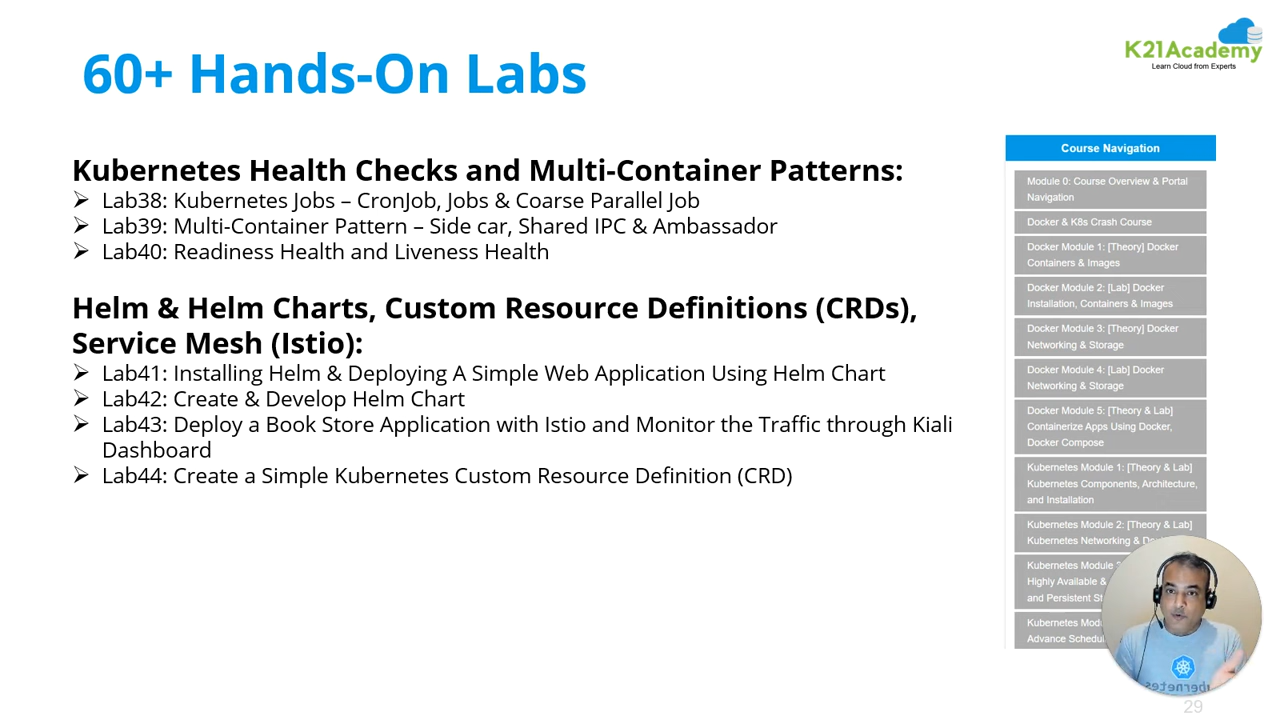 60+ Hands-On Labs
K21Academy
Learn Cloud from Experts
Kubernetes Health Checks and Multi-Container Patterns:
➢ Lab38: Kubernetes Jobs – CronJob, Jobs & Coarse Parallel Job
➢ Lab39: Multi-Container Pattern – Side car, Shared IPC & Ambassador
➢ Lab40: Readiness Health and Liveness Health
Helm & Helm Charts, Custom Resource Definitions (CRDs),
Service Mesh (Istio):
➢ Lab41: Installing Helm & Deploying A Simple Web Application Using Helm Chart
➢ Lab42: Create & Develop Helm Chart
➢ Lab43: Deploy a Book Store Application with Istio and Monitor the Traffic through Kiali
Dashboard
➢ Lab44: Create a Simple Kubernetes Custom Resource Definition (CRD)
Course Navigation
Module 0: Course Overview & Portal
Navigation
Docker & K8s Crash Course
Docker Module 1: [Theory] Docker
Containers & Images
Docker Module 2: [Lab] Docker
Installation, Containers & Images
Docker Module 3: [Theory] Docker
Networking & Storage
Docker Module 4: [Lab] Docker
Networking & Storage
Docker Module 5: [Theory & Lab]
Containerize Apps Using Docker,
Docker Compose
Kubernetes Module 1: [Theory & Lab]
Kubernetes Components, Architecture,
and Installation
Kubernetes Module 2: [Theory & Lab]
Kubernetes Networking &
Kubernetes Module
Highly Available &
and Persistent
Kubernetes
Advance
29